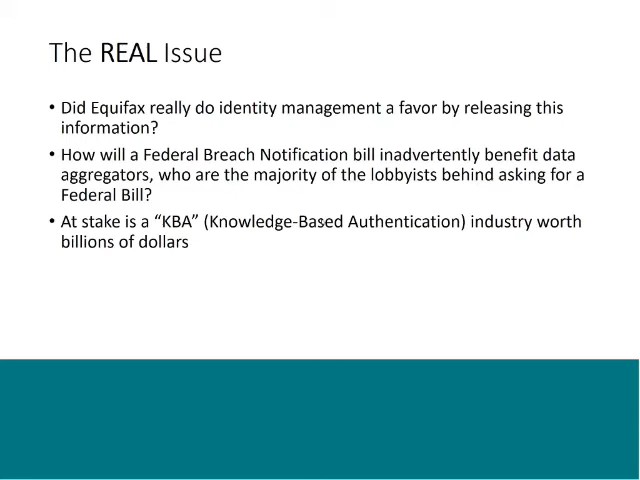 The REAL Issue
• Did Equifax really do identity management a favor by releasing this
information?
• How will a Federal Breach Notification bill inadvertently benefit data
aggregators, who are the majority of the lobbyists behind asking for a
Federal Bill?
• At stake is a “KBA” (Knowledge-Based Authentication) industry worth
billions of dollars